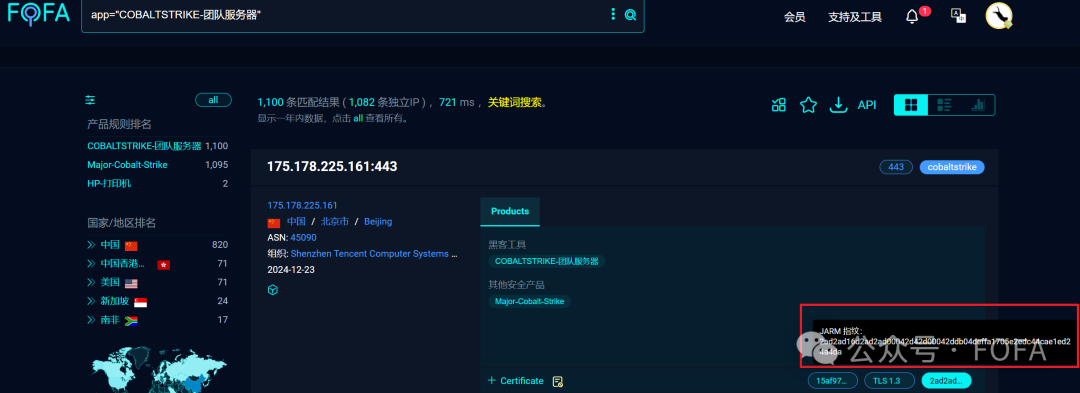 FOFA
app="COBALTSTRIKE-团队服务器"
会员
支持及工具
1
all
1,100 条匹配结果 ( 1,082 条独立IP ) ，721 ms ，关键词搜索。
显示一年内数据，点击 all 查看所有。
API
产品规则排名
COBALTSTRIKE-团队服务器 1,100
Major-Cobalt-Strike 1,095
HP-打印机 2
国家/地区排名
中国 820
中国香港... 71
美国 71
新加坡 24
南非 17
175.178.225.161:443
443
cobaltstrike
175.178.225.161
中国 / 北京市 / Beijing
ASN: 45090
组织: Shenzhen Tencent Computer Systems ...
2024-12-23
Products
黑客工具
COBALTSTRIKE-团队服务器
其他安全产品
Major-Cobalt-Strike
JARM 指纹：
公众号 · FOFA
+ Certificate
15af97...
TLS 1.3
2ad2ad...